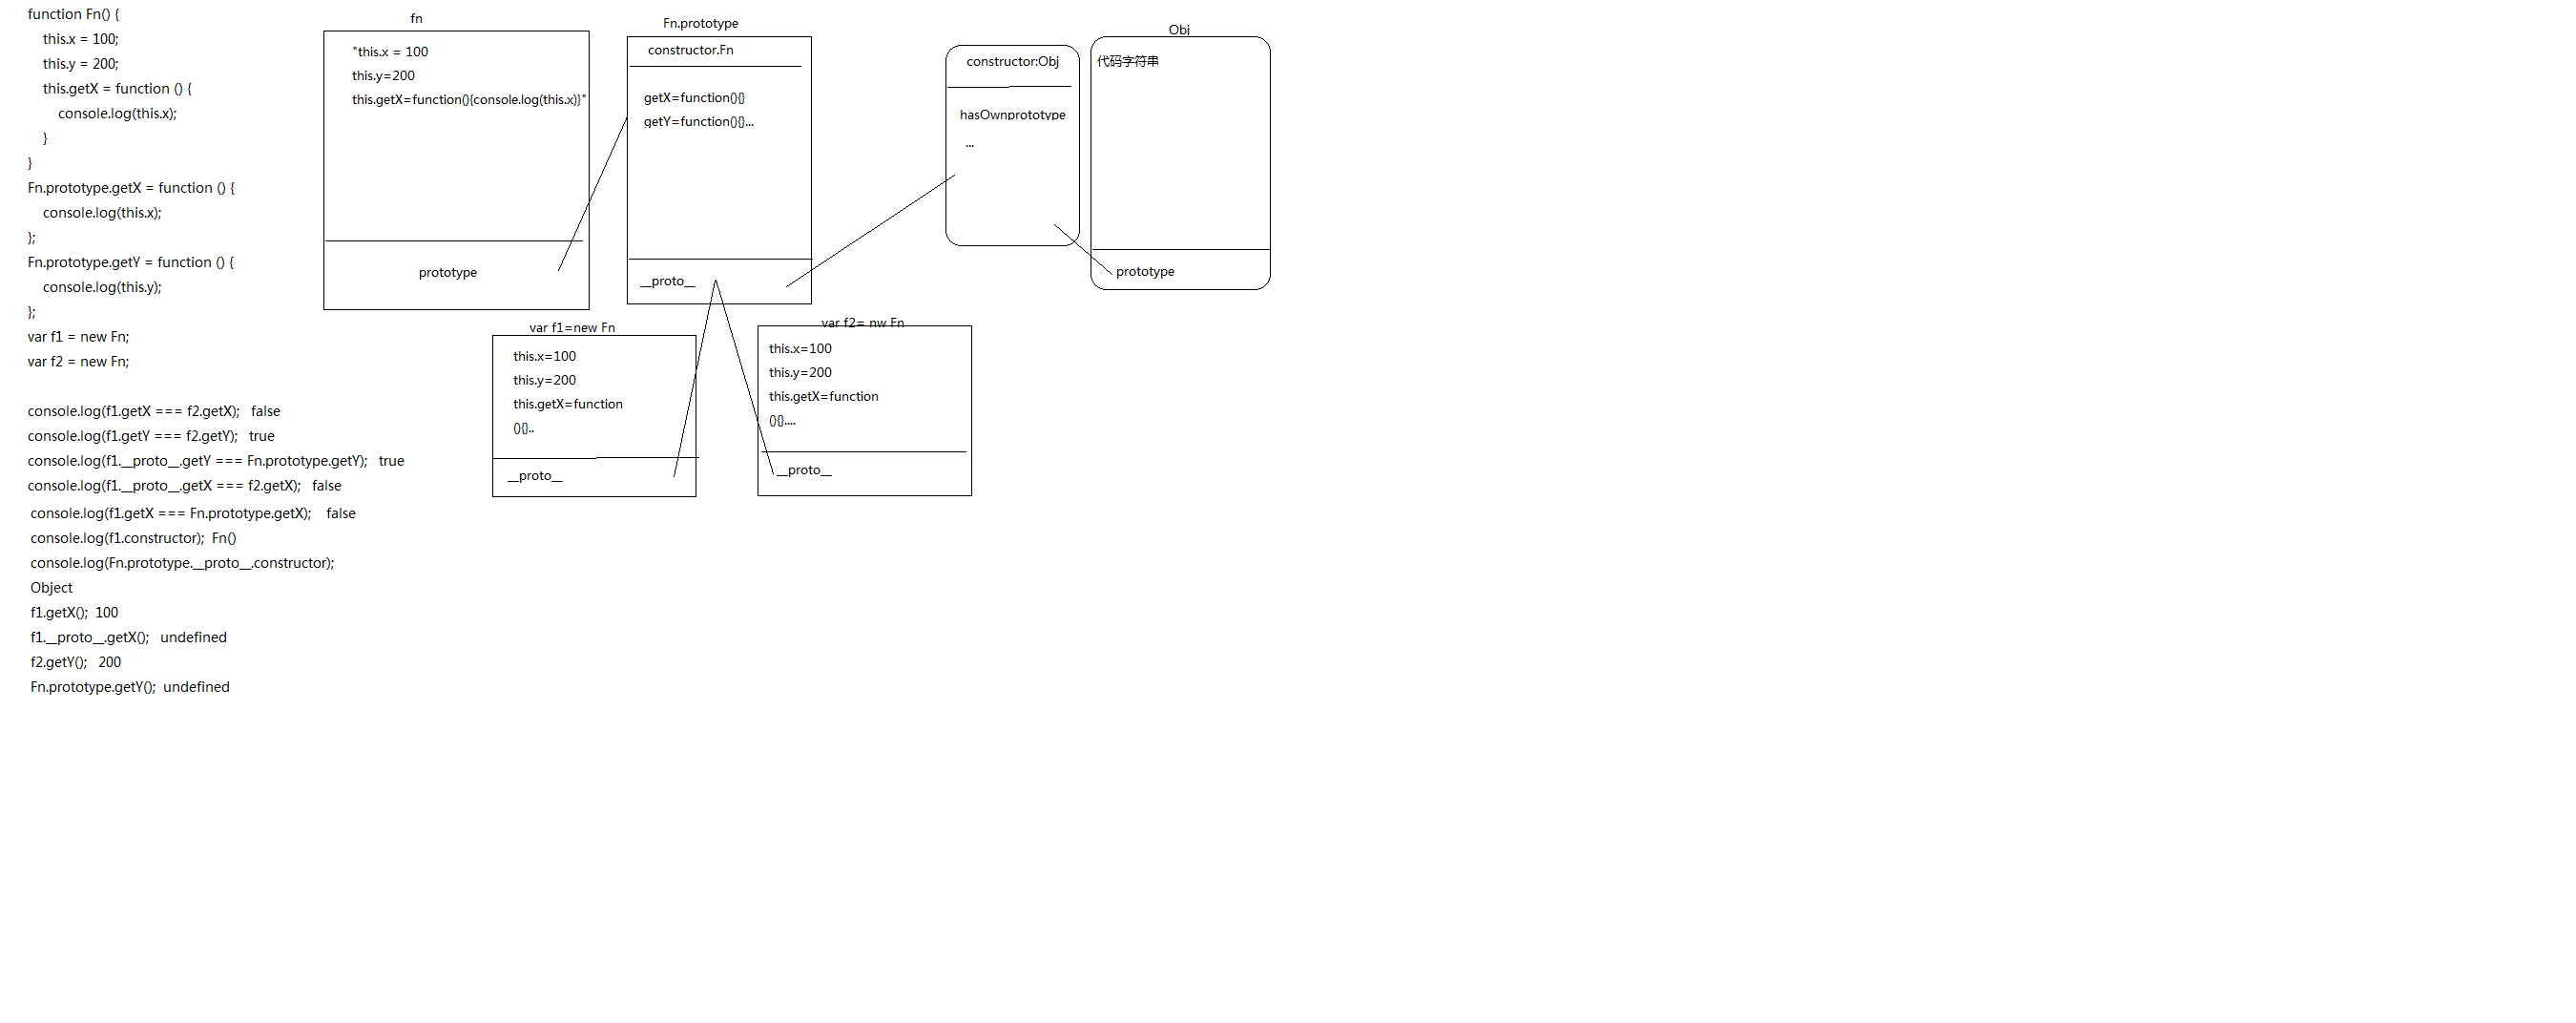 function Fn() {
this.x = 100;
this.y = 200;
this.getX = function () {
console.log(this.x);
}
}
Fn.prototype.getX = function () {
console.log(this.x);
};
Fn.prototype.getY = function () {
console.log(this.y);
};
var f1 = new Fn;
var f2 = new Fn;
console.log(f1.getX === f2.getX);   false
console.log(f1.getY === f2.getY);   true
console.log(f1.__proto__.getY === Fn.prototype.getY);   true
console.log(f1.__proto__.getX === f2.getX);   false
console.log(f1.getX === Fn.prototype.getX);    false
console.log(f1.constructor);  Fn()
console.log(Fn.prototype.__proto__.constructor);
Object
f1.getX();  100
f1.__proto__.getX();   undefined
f2.getY();   200
Fn.prototype.getY();  undefined
fn
"this.x = 100
this.y=200
this.getX=function(){console.log(this.x)}"
prototype
Fn.prototype
constructor.Fn
getX=function(){}
getY=function(){}...
__proto__
constructor:Obj
hasOwnprototype
...
Obj
代码字符串
prototype
var f1=new Fn
this.x=100
this.y=200
this.getX=function
(){}..
__proto__
var f2= nw Fn
this.x=100
this.y=200
this.getX=function
(){}....
__proto__